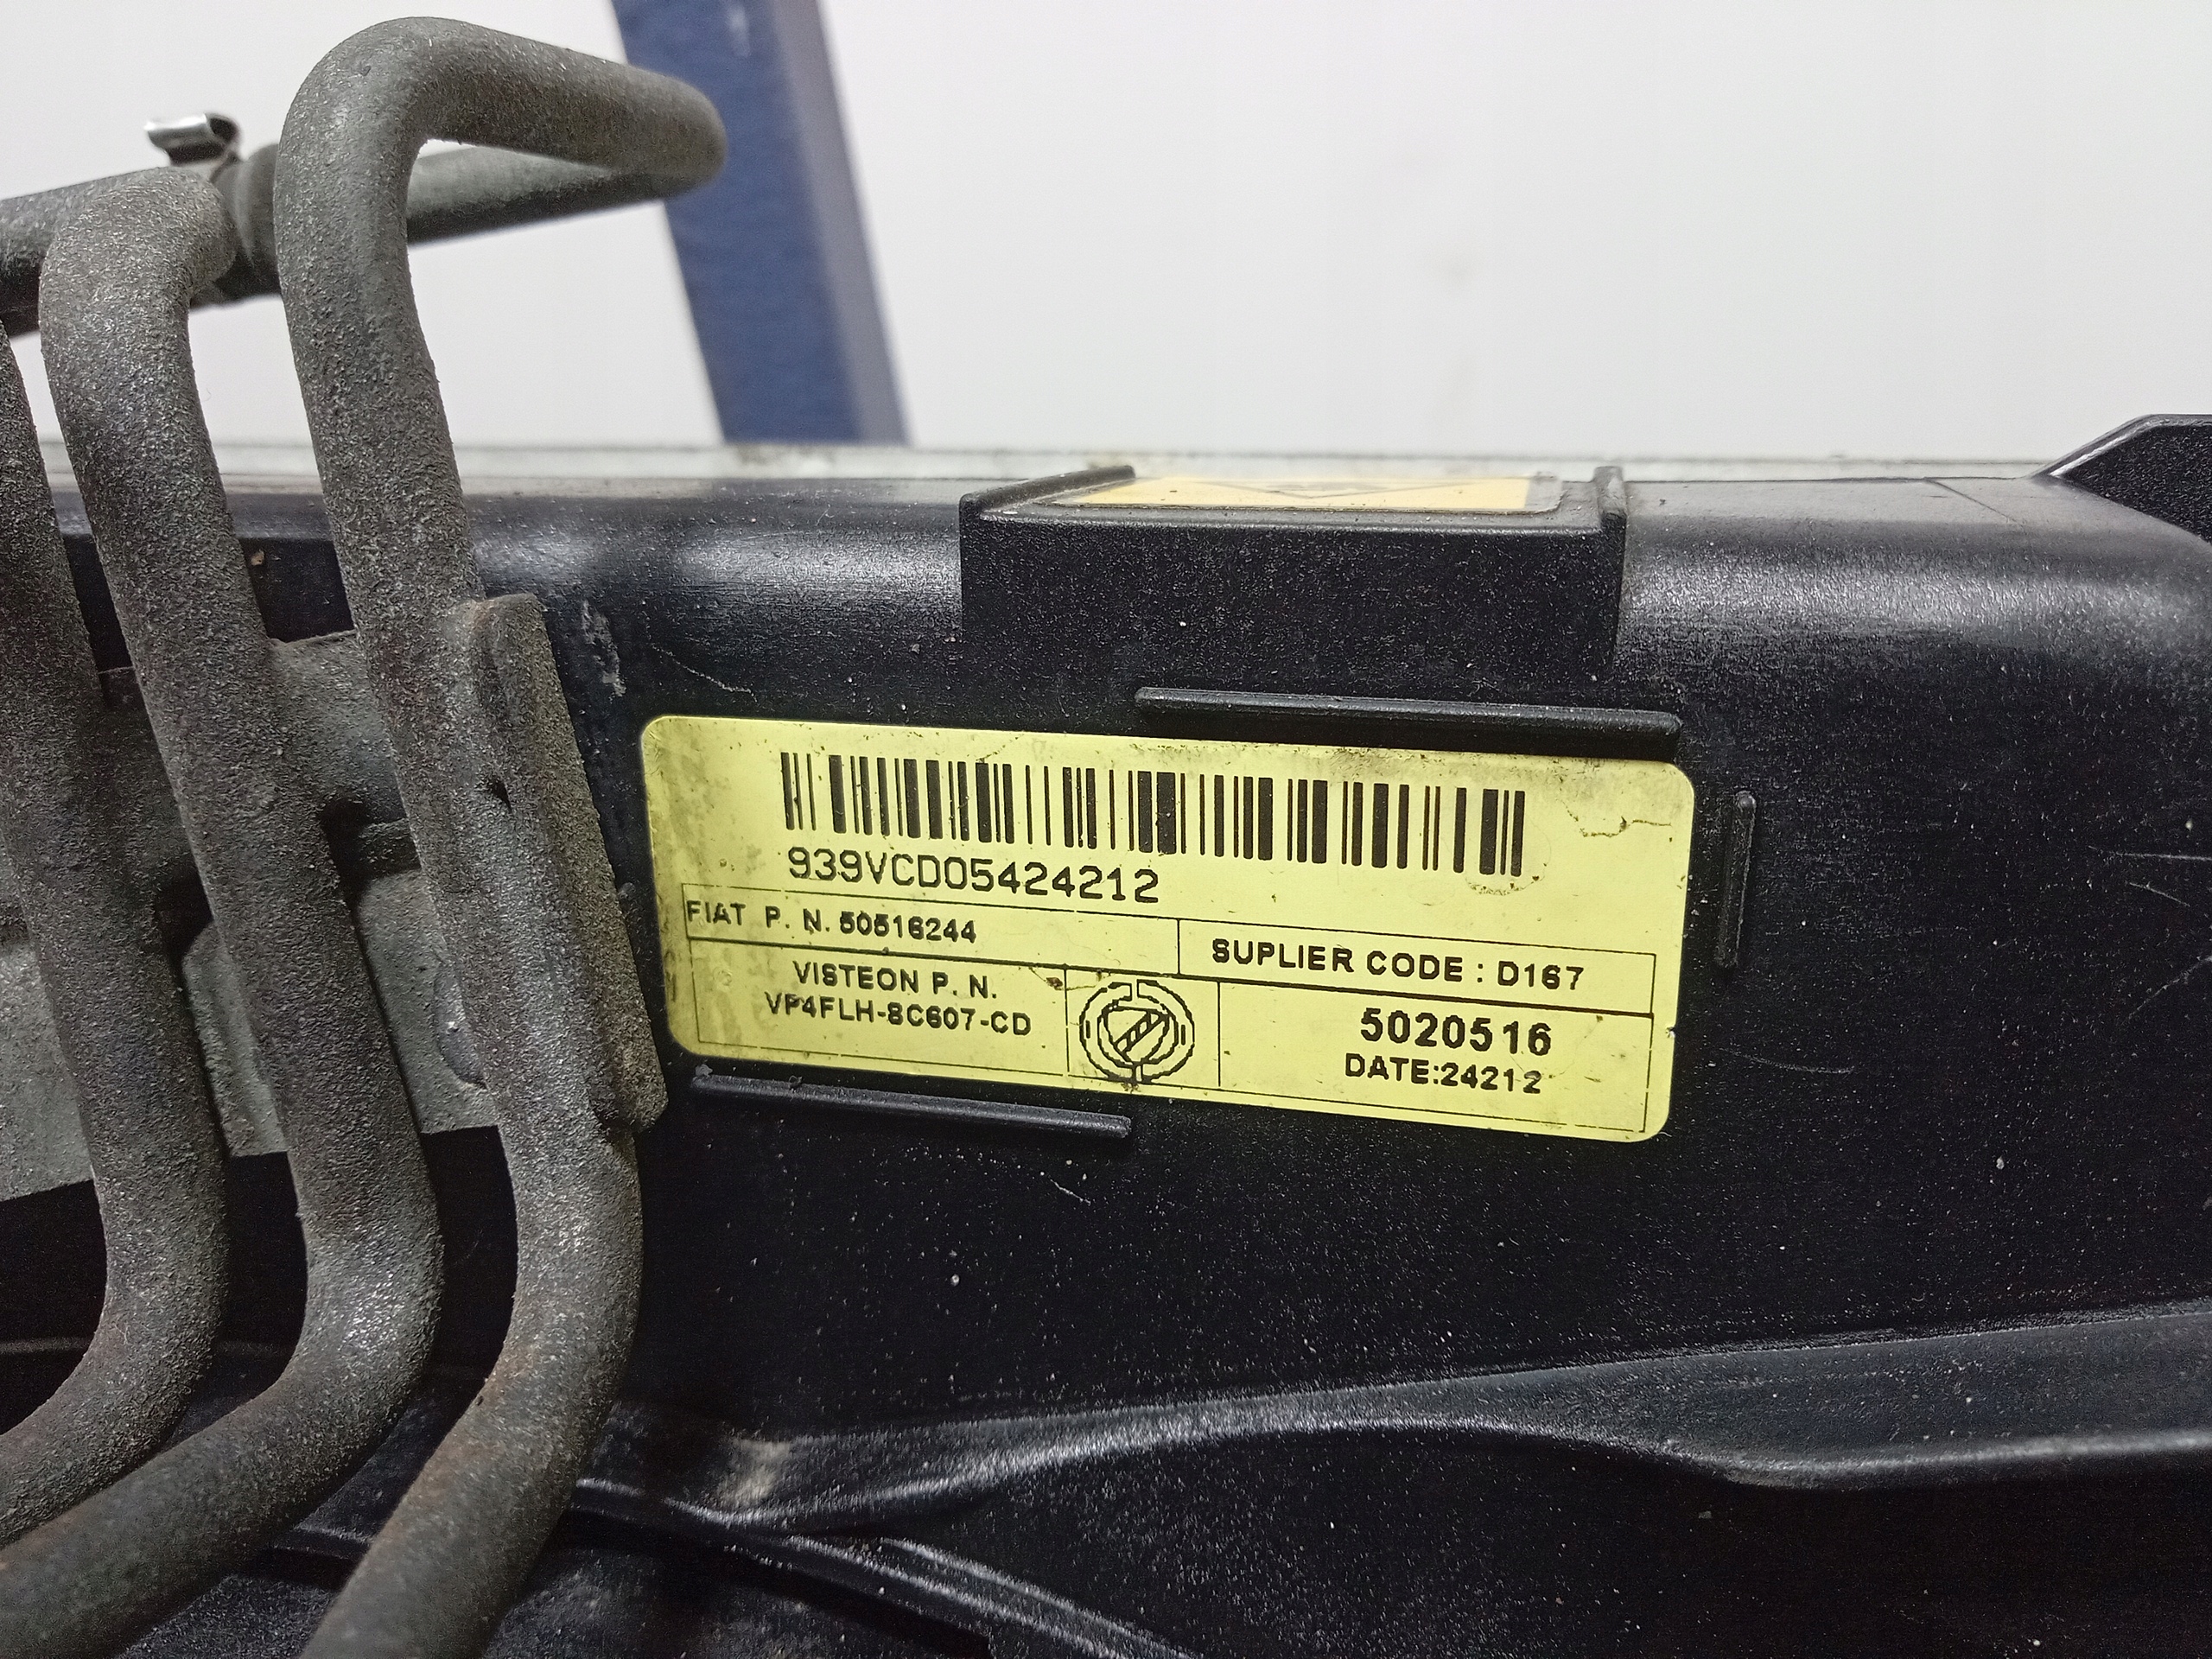 939VCD05424212
FIAT P. N. 50516244
SUPLIER CODE : D167
VISTEON P. N.
VP4FLH-8C607-CD
5020516
DATE:24212